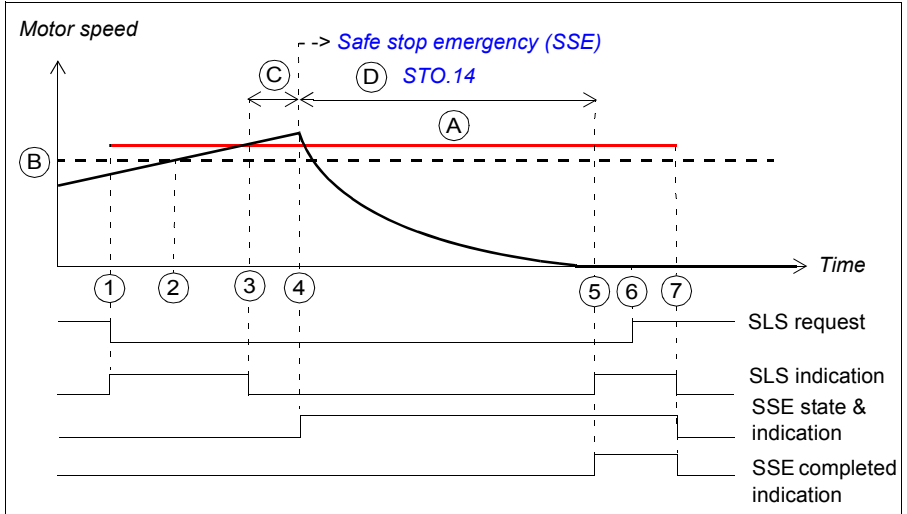 Motor speed
Safe stop emergency (SSE)
C
D STO.14
A
B
Time
1 2 3 4 5 6 7
SLS request
SLS indication
SSE state &
indication
SSE completed
indication